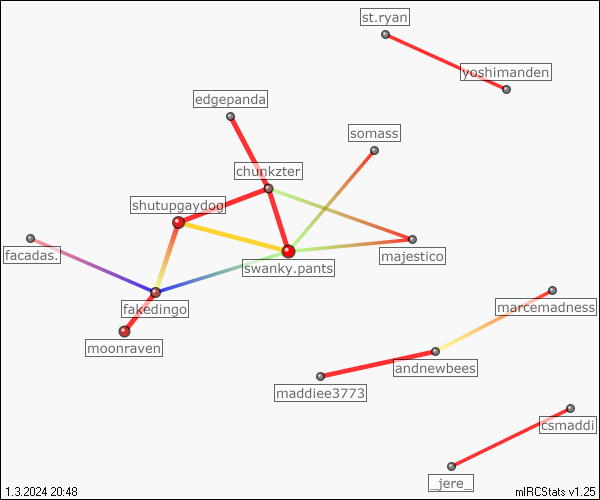 st.ryan
yoshimanden
edgepanda
somass
chunkzter
shutupgaydog
facadas.
majestico
swanky.pants
fakedingo
marcemadness
moonraven
andnewbees
maddiee3773
csmaddi
_jere_
1.3.2024 20:48
mIRCStats v1.25